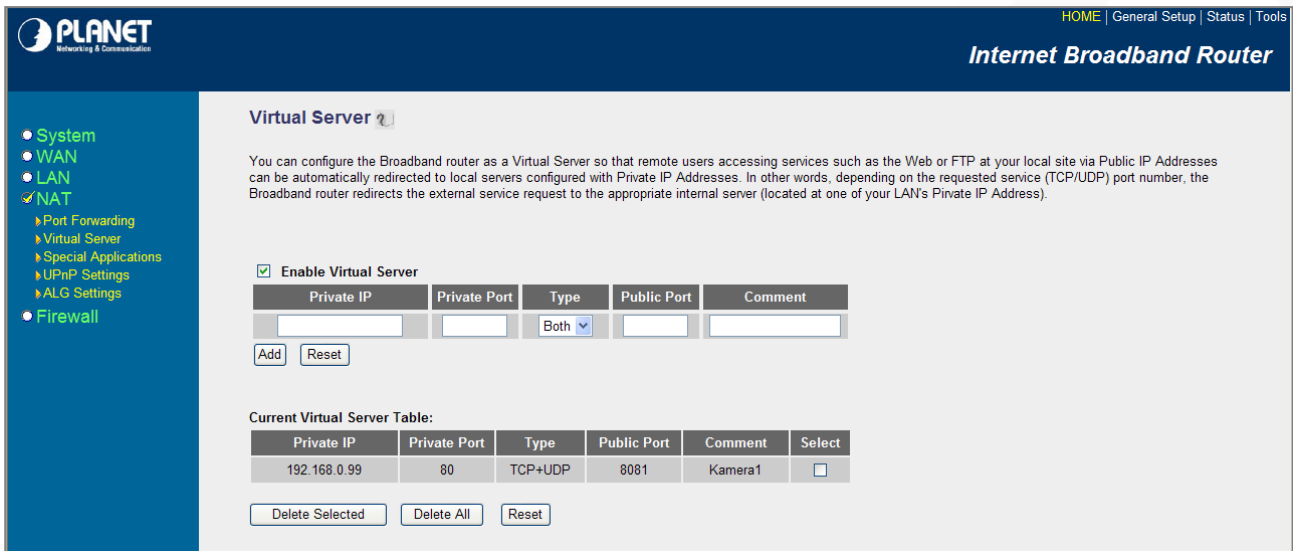 PLANET
Networking & Communication
HOME | General Setup | Status | Tools
Internet Broadband Router
System
WAN
LAN
NAT
Port Forwarding
Virtual Server
Special Applications
UPnP Settings
ALG Settings
Firewall
Virtual Server
You can configure the Broadband router as a Virtual Server so that remote users accessing services such as the Web or FTP at your local site via Public IP Addresses
can be automatically redirected to local servers configured with Private IP Addresses. In other words, depending on the requested service (TCP/UDP) port number, the
Broadband router redirects the external service request to the appropriate internal server (located at one of your LAN's Private IP Address).
Enable Virtual Server
Private IP Private Port Type Public Port Comment
Both
Add Reset
Current Virtual Server Table:
Private IP Private Port Type Public Port Comment Select
192.168.0.99 80 TCP+UDP 8081 Kamera1
Delete Selected Delete All Reset